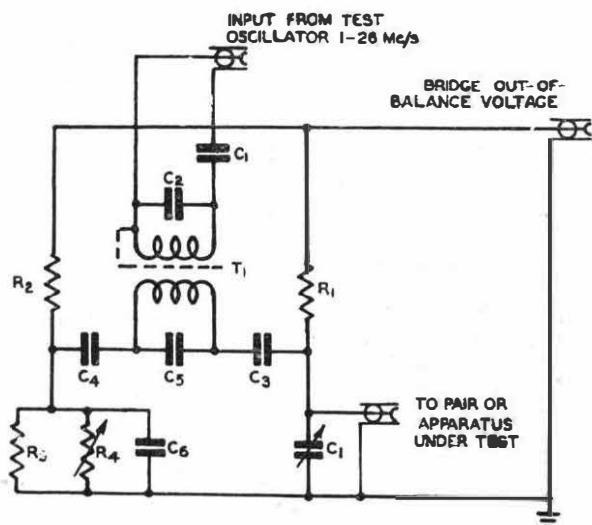 INPUT FROM TEST
OSCILLATOR 1-26 Mc/s
BRIDGE OUT-OF-
BALANCE VOLTAGE
C1
C2
T1
R2
R1
C4
C5
C3
R4
C6
C1
TO PAIR OR
APPARATUS
UNDER TEST